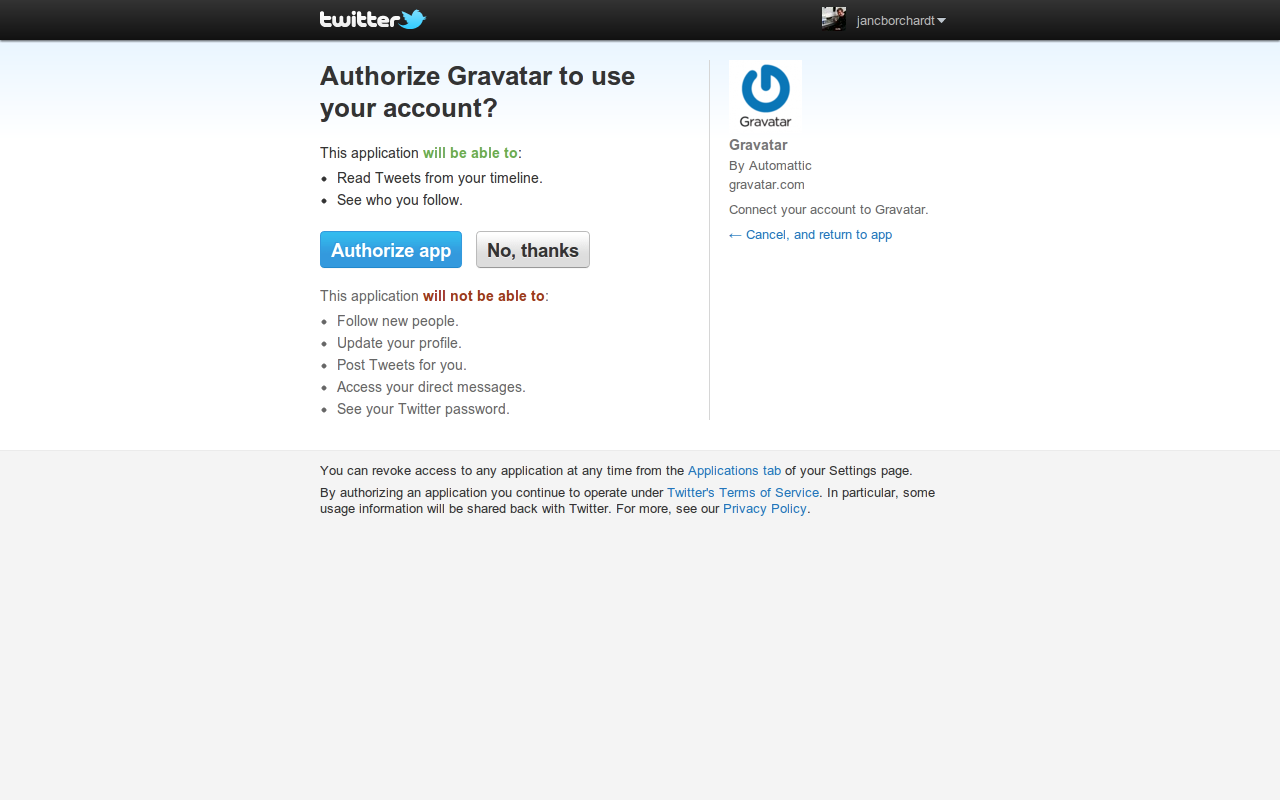 twitter
jancborchardt
Authorize Gravatar to use
your account?
This application will be able to:
• Read Tweets from your timeline.
• See who you follow.
Authorize app
No, thanks
This application will not be able to:
• Follow new people.
• Update your profile.
• Post Tweets for you.
• Access your direct messages.
• See your Twitter password.
Gravatar
Gravatar
By Automattic
gravatar.com
Connect your account to Gravatar.
← Cancel, and return to app
You can revoke access to any application at any time from the Applications tab of your Settings page.
By authorizing an application you continue to operate under Twitter's Terms of Service. In particular, some
usage information will be shared back with Twitter. For more, see our Privacy Policy.